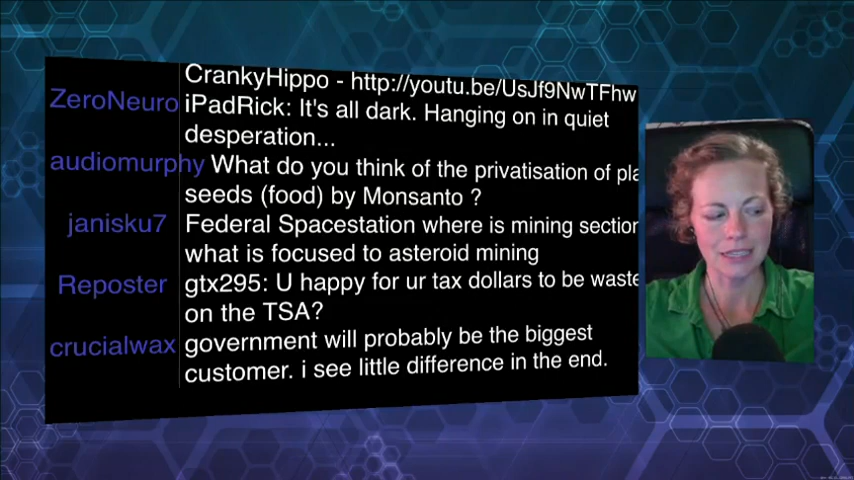 CrankyHippo - http://youtu.be/UsJf9NwTFhw
ZeroNeuro iPadRick: It's all dark. Hanging on in quiet
desperation...
audiomurphy What do you think of the privatisation of pla
seeds (food) by Monsanto ?
janisku7 Federal Spacestation where is mining section
what is focused to asteroid mining
Reposter gtx295: U happy for ur tax dollars to be waste
on the TSA?
crucialwax government will probably be the biggest
customer. i see little difference in the end.